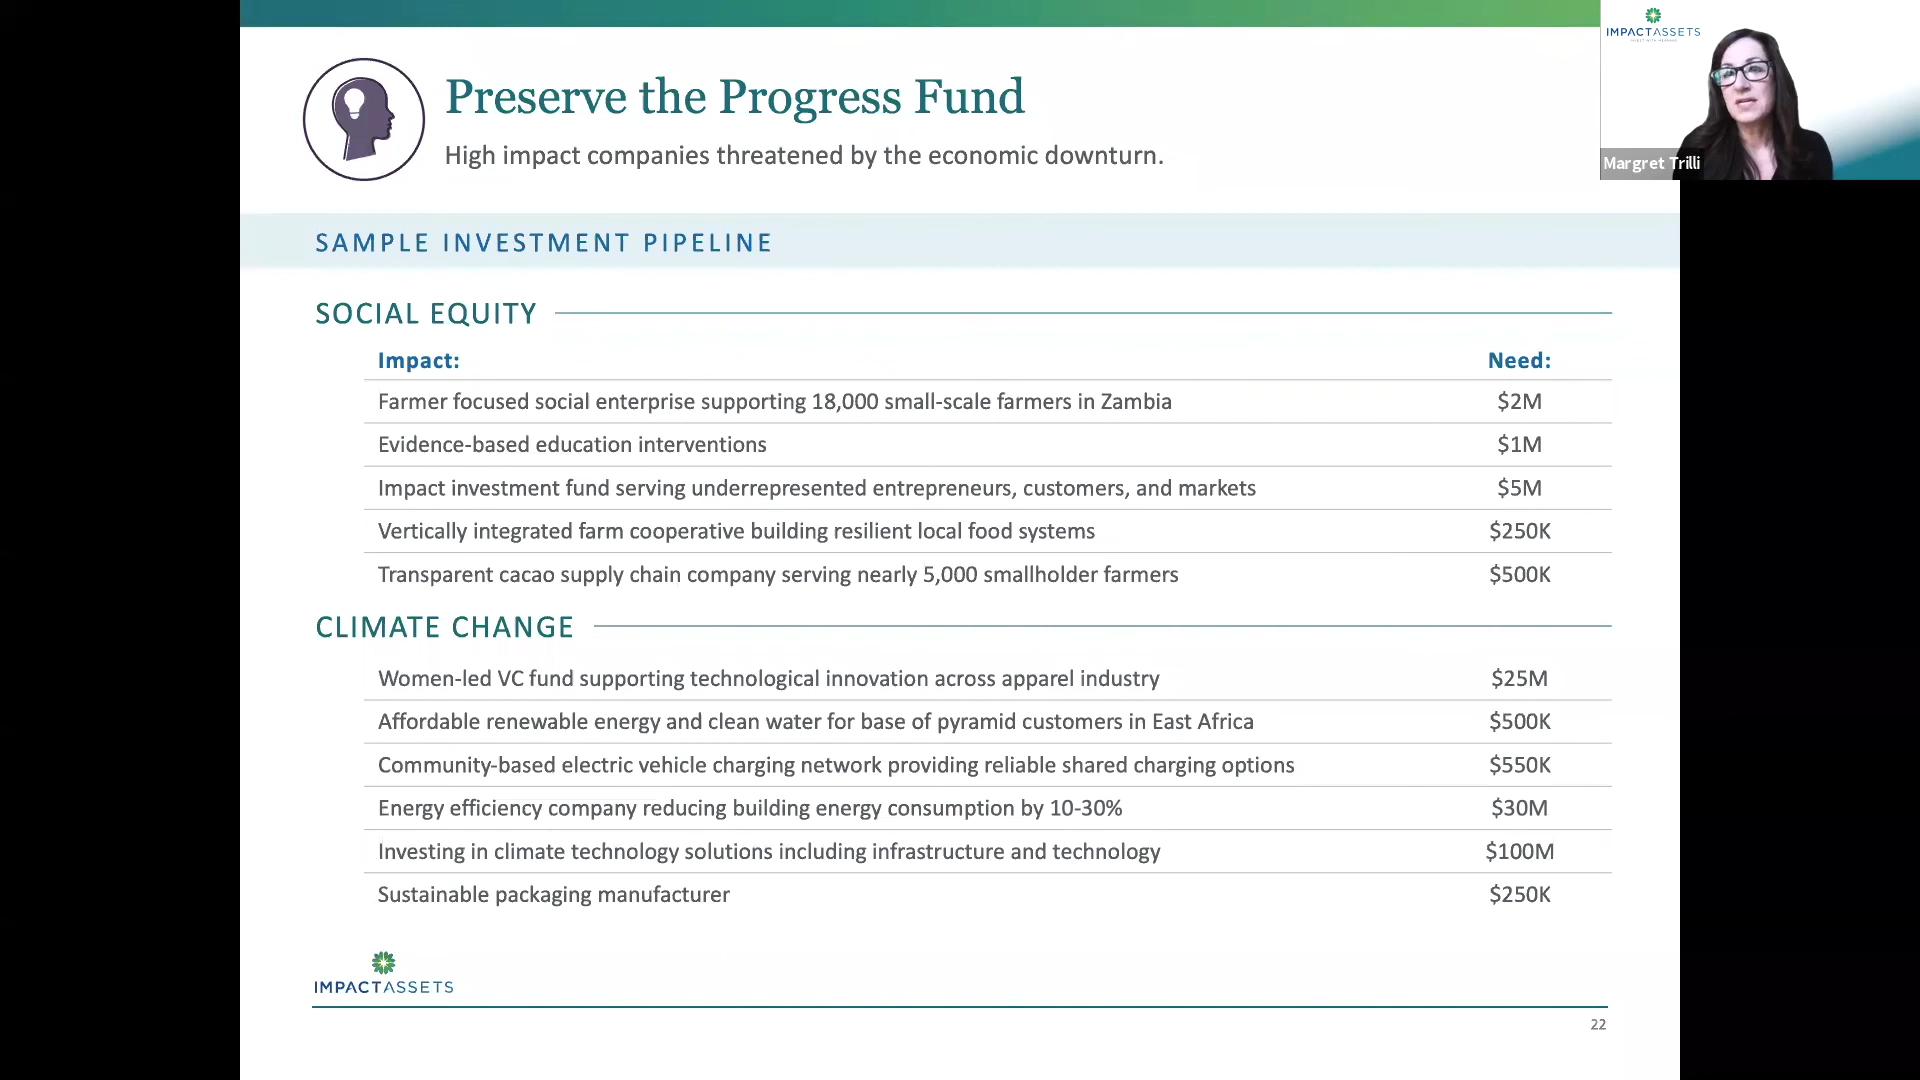 Preserve the Progress Fund
High impact companies threatened by the economic downturn.
IMPACTASSETS
Margret Trilli
SAMPLE INVESTMENT PIPELINE
SOCIAL EQUITY
Impact: Need:
Farmer focused social enterprise supporting 18,000 small-scale farmers in Zambia $2M
Evidence-based education interventions $1M
Impact investment fund serving underrepresented entrepreneurs, customers, and markets $5M
Vertically integrated farm cooperative building resilient local food systems $250K
Transparent cacao supply chain company serving nearly 5,000 smallholder farmers $500K
CLIMATE CHANGE
Women-led VC fund supporting technological innovation across apparel industry $25M
Affordable renewable energy and clean water for base of pyramid customers in East Africa $500K
Community-based electric vehicle charging network providing reliable shared charging options $550K
Energy efficiency company reducing building energy consumption by 10-30% $30M
Investing in climate technology solutions including infrastructure and technology $100M
Sustainable packaging manufacturer $250K
IMPACTASSETS
22